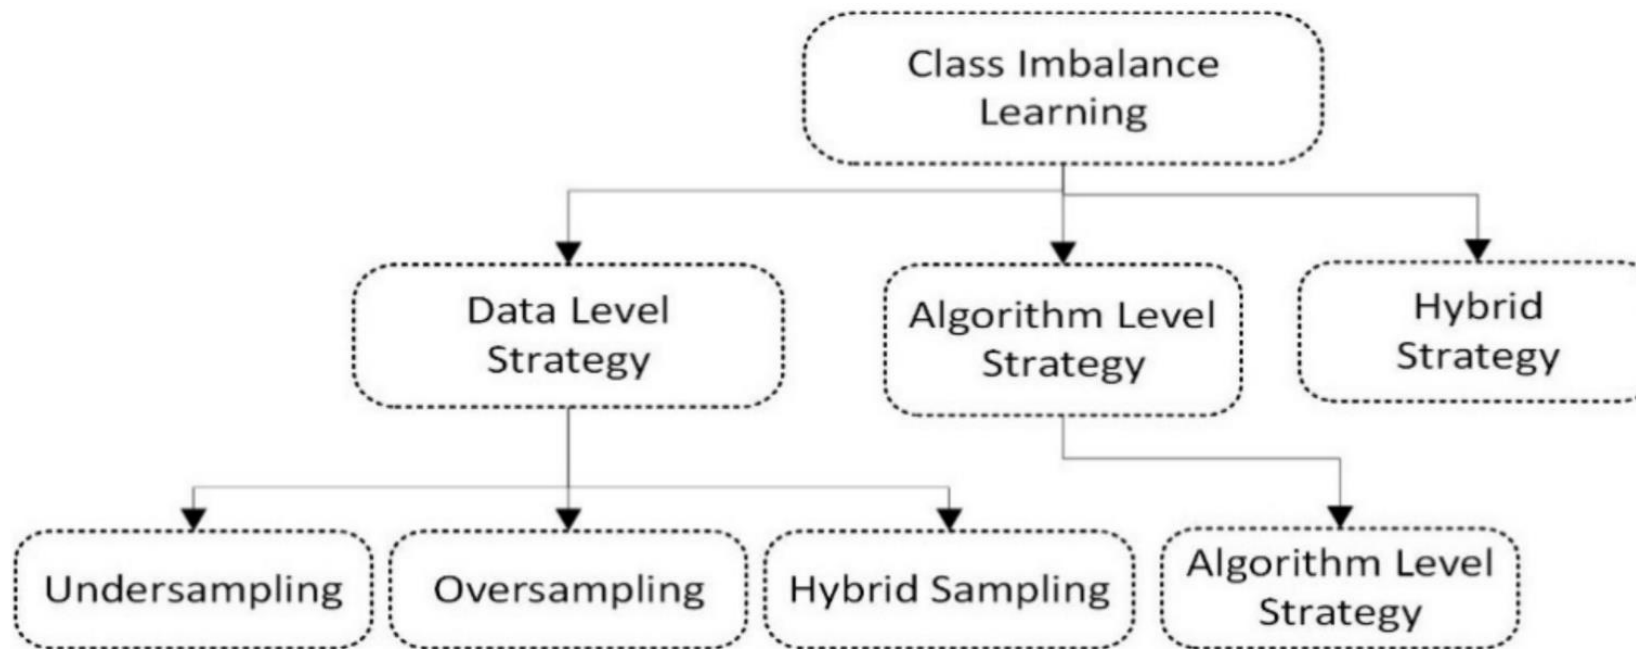 Class Imbalance
Learning
Data Level
Strategy
Algorithm Level
Strategy
Hybrid
Strategy
Undersampling
Oversampling
Hybrid Sampling
Algorithm Level
Strategy